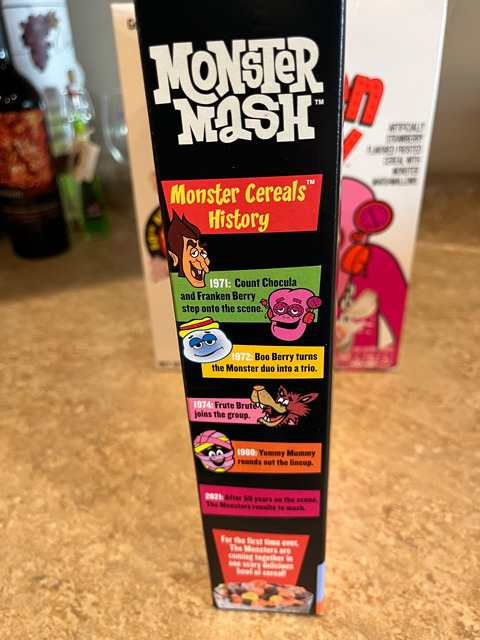 MONSTER
MASH™
Monster Cereals™
History
1971: Count Chocula
and Franken Berry
step onto the scene.
1972: Boo Berry turns
the Monster duo into a trio.
1974: Frute Brute
joins the group.
1988: Yummy Mummy
rounds out the lineup.
2021: After 50 years on the scene,
The Monsters reunite to mash.
For the first time ever,
The Monsters are
coming together in
one scary delicious
bowl of cereal!
ARTIFICIALLY
STRAWBERRY
FLAVORED FROSTED
CEREAL WITH
MONSTER
MARSHMALLOWS